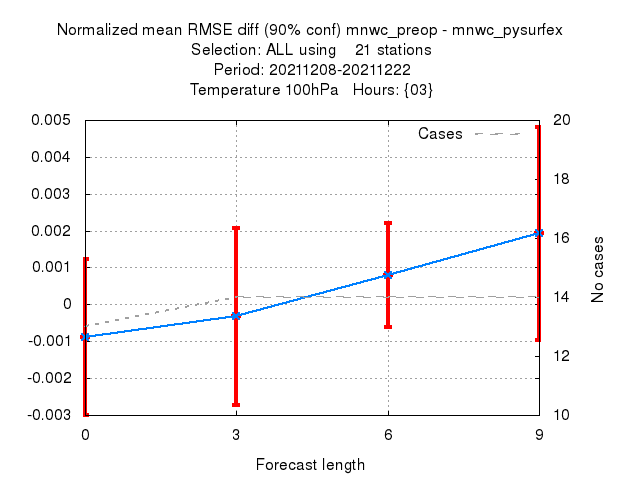 Normalized mean RMSE diff (90% conf) mnwc_preop - mnwc_pysurfex
Selection: ALL using    21 stations
Period: 20211208-20211222
Temperature 100hPa   Hours: {03}
0.005
0.004
0.003
0.002
0.001
0
-0.001
-0.002
-0.003
Cases
20
18
16
14
12
10
No cases
0 3 6 9
Forecast length